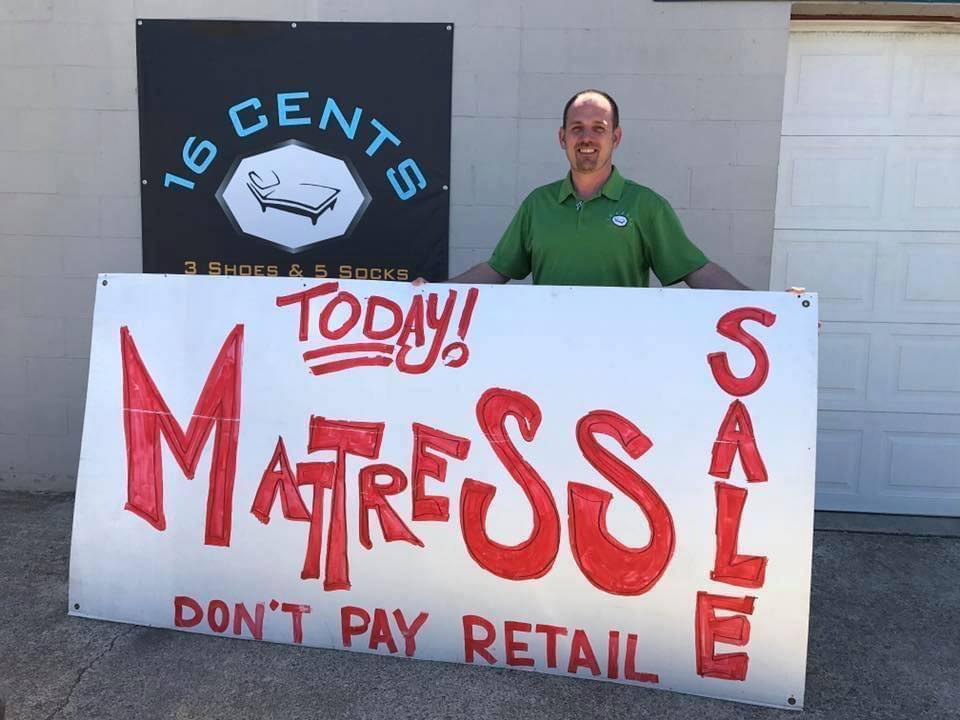 16 CENTS
3 SHOES & 5 SOCKS
TODAY!
MATTRESS
SALE
DON'T PAY RETAIL